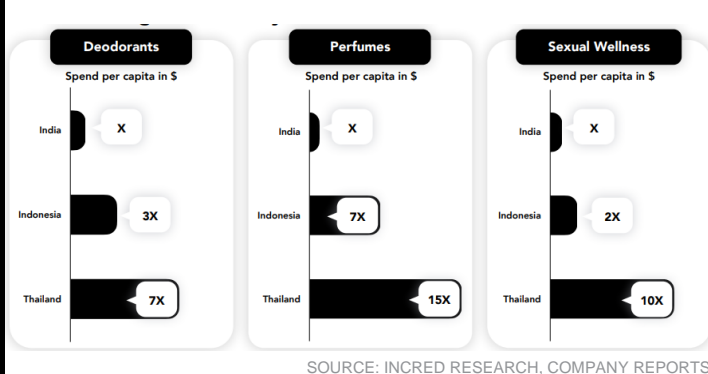 Deodorants
Spend per capita in $
India
X
Indonesia
3X
Thailand
7X
Perfumes
Spend per capita in $
India
X
Indonesia
7X
Thailand
15X
Sexual Wellness
Spend per capita in $
India
X
Indonesia
2X
Thailand
10X
SOURCE: INCRED RESEARCH, COMPANY REPORTS